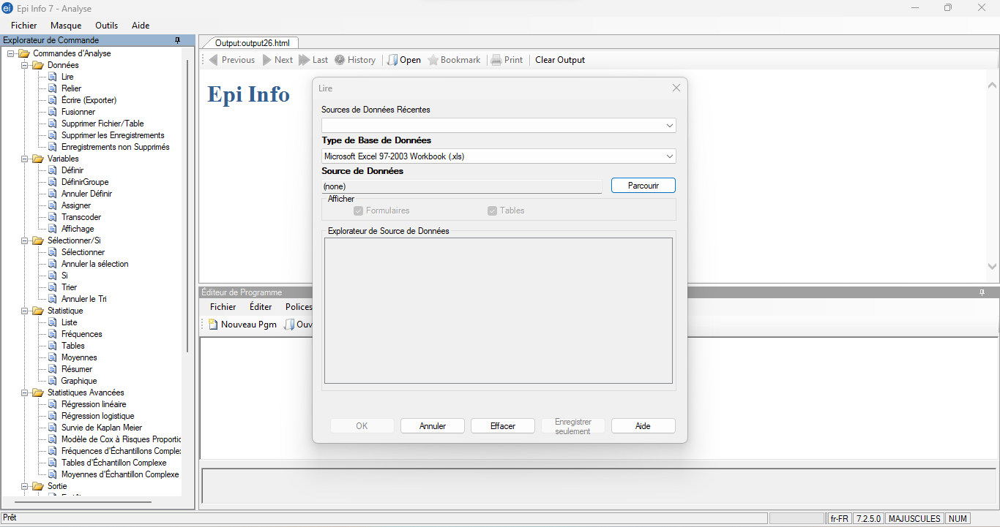 Epi Info 7 - Analyse
Fichier Masque Outils Aide
Explorateur de Commande
Commandes d'Analyse
Données
Lire
Relier
Écrire (Exporter)
Fusionner
Supprimer Fichier/Table
Supprimer les Enregistrements
Enregistrements non Supprimés
Variables
Définir
DéfinirGroupe
Annuler Définir
Assigner
Transcoder
Affichage
Sélectionner/Si
Sélectionner
Annuler la sélection
Si
Trier
Annuler le Tri
Statistique
Liste
Fréquences
Tables
Moyennes
Résumer
Graphique
Statistiques Avancées
Régression linéaire
Régression logistique
Survie de Kaplan Meier
Modèle de Cox à Risques Proportio
Fréquences d'Échantillons Comple
Tables d'Échantillon Complexe
Moyennes d'Échantillon Complexe
Sortie
Output:output26.html
Previous Next Last History Open Bookmark Print Clear Output
Epi Info
Lire
Sources de Données Récentes
Type de Base de Données
Microsoft Excel 97-2003 Workbook (.xls)
Source de Données
(none) Parcourir
Afficher
Formulaires Tables
Explorateur de Source de Données
OK Annuler Effacer Enregistrer seulement Aide
Éditeur de Programme
Fichier Éditer Polices
Nouveau Pgm Ouv
Prêt fr-FR 7.2.5.0 MAJUSCULES NUM